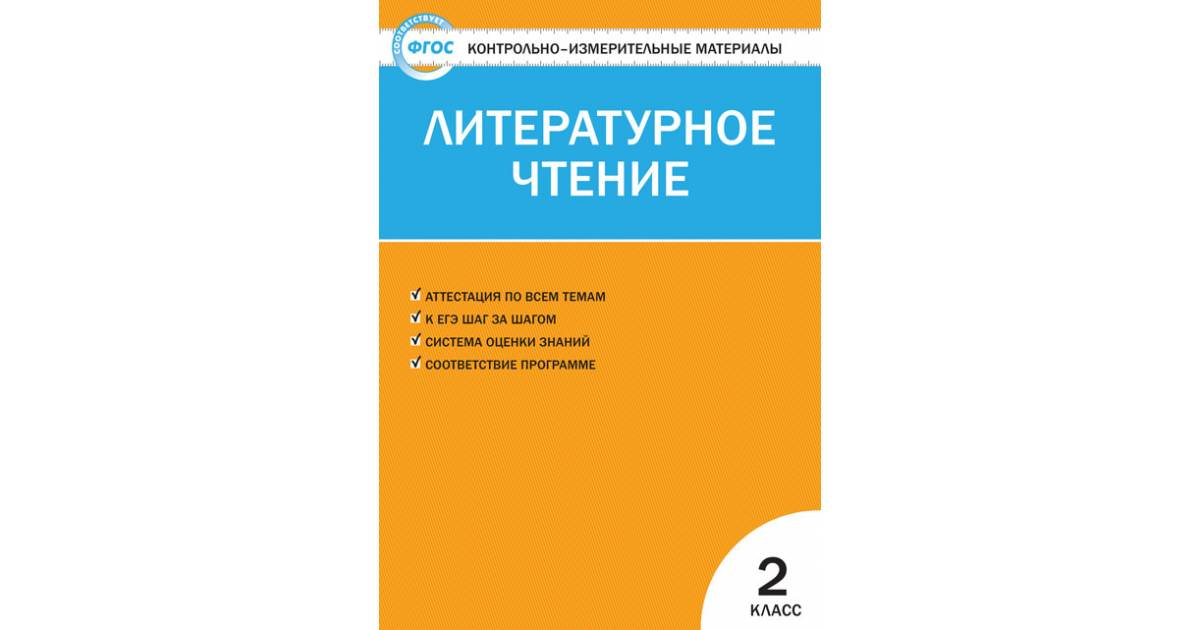 СООТВЕТСТВУЕТ
ФГОС
КОНТРОЛЬНО-ИЗМЕРИТЕЛЬНЫЕ МАТЕРИАЛЫ
ЛИТЕРАТУРНОЕ
ЧТЕНИЕ
АТТЕСТАЦИЯ ПО ВСЕМ ТЕМАМ
К ЕГЭ ШАГ ЗА ШАГОМ
СИСТЕМА ОЦЕНКИ ЗНАНИЙ
СООТВЕТСТВИЕ ПРОГРАММЕ
2
КЛАСС